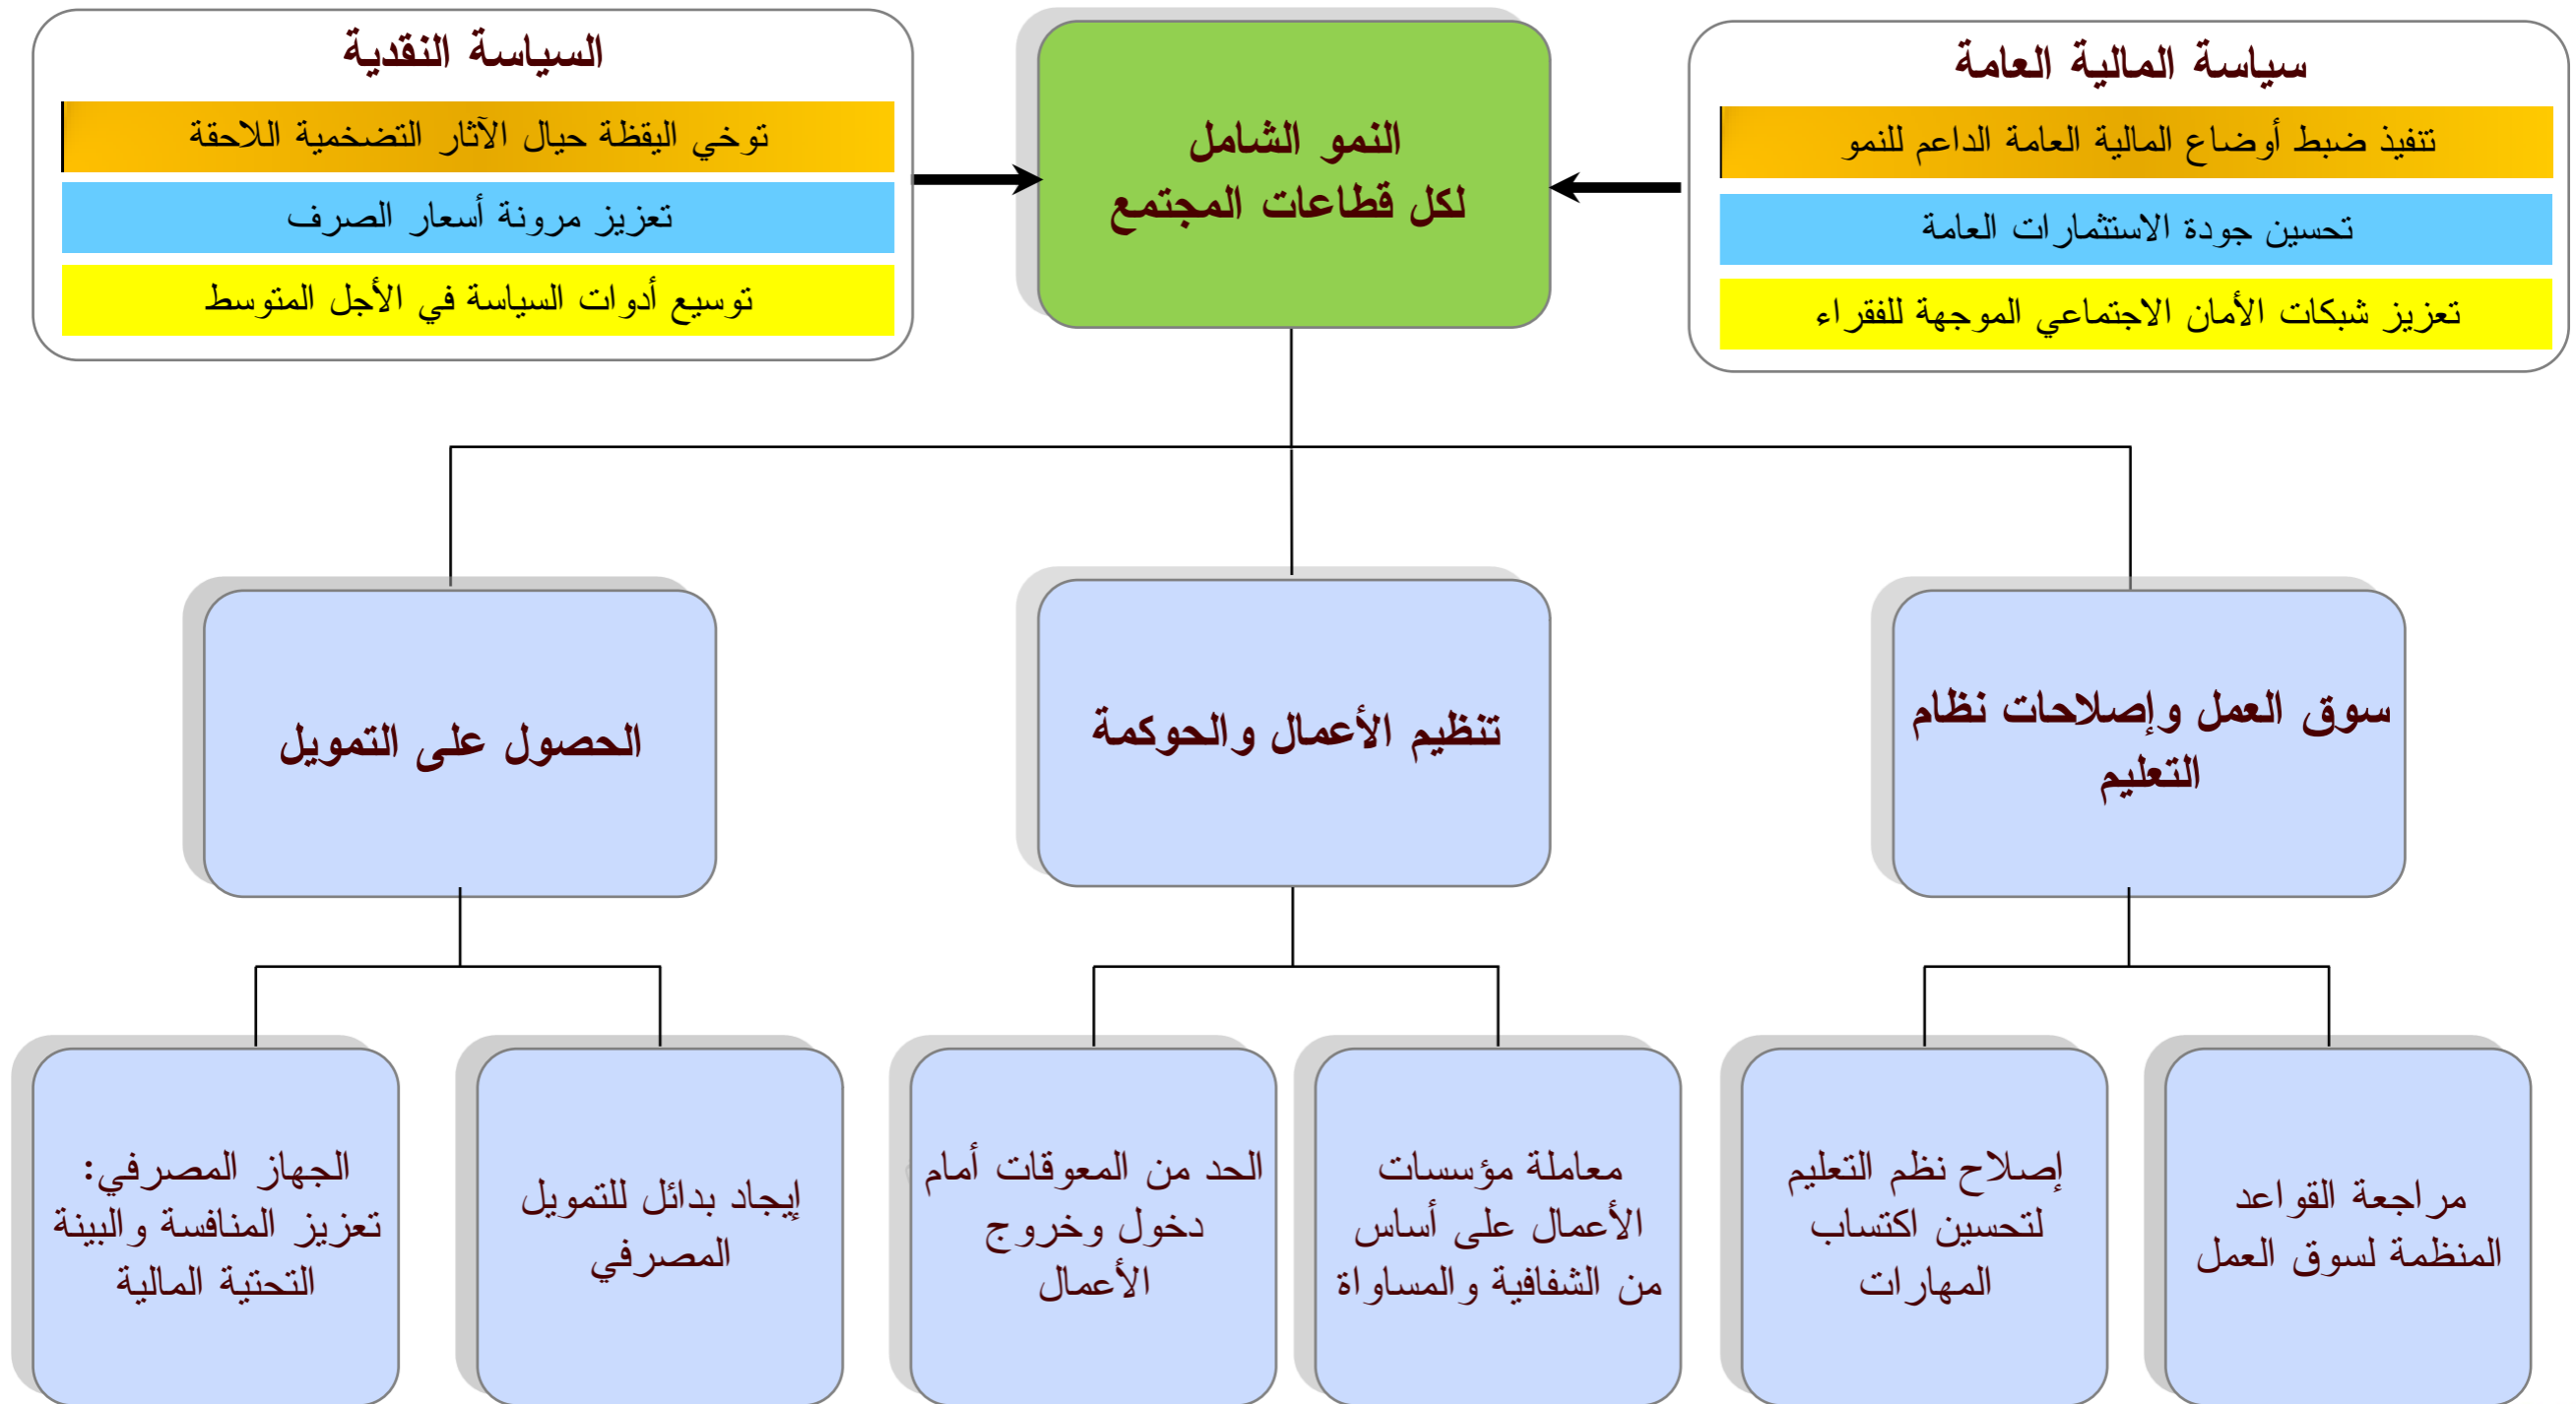 سياسة المالية العامة
تنفيذ ضبط أوضاع المالية العامة الداعم للنمو
تحسين جودة الاستثمارات العامة
تعزيز شبكات الأمان الاجتماعي الموجهة للفقراء
النمو الشامل
لكل قطاعات المجتمع
السياسة النقدية
توخي اليقظة حيال الآثار التضخمية اللاحقة
تعزيز مرونة أسعار الصرف
توسيع أدوات السياسة في الأجل المتوسط
سوق العمل وإصلاحات نظام
التعليم
تنظيم الأعمال والحوكمة
الحصول على التمويل
مراجعة القواعد
المنظمة لسوق العمل
إصلاح نظم التعليم
لتحسين اكتساب
المهارات
معاملة مؤسسات
الأعمال على أساس
من الشفافية والمساواة
الحد من المعوقات أمام
دخول وخروج
الأعمال
إيجاد بدائل للتمويل
المصرفي
الجهاز المصرفي:
تعزيز المنافسة والبينة
التحتية المالية